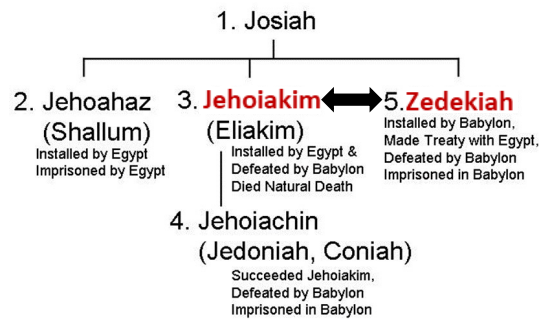 1. Josiah
2. Jehoahaz
(Shallum)
Installed by Egypt
Imprisoned by Egypt
3. Jehoiakim
(Eliakim)
Installed by Egypt &
Defeated by Babylon
Died Natural Death
5.Zedekiah
Installed by Babylon,
Made Treaty with Egypt,
Defeated by Babylon
Imprisoned in Babylon
4. Jehoiachin
(Jedoniah, Coniah)
Succeeded Jehoiakim,
Defeated by Babylon
Imprisoned in Babylon